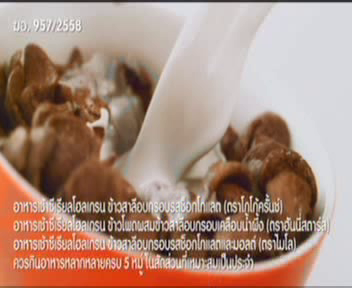 ฆอ. 957/2558
อาหารเช้าซีเรียลโฮลเกรน ข้าวสาลีอบกรอบรสช็อกโกแลต (ตราโกโก้ครั้นช์)
อาหารเช้าซีเรียลโฮลเกรน ข้าวโพดผสมข้าวสาลีอบกรอบเคลือบน้ำผึ้ง (ตราฮันนี่สตาร์ส)
อาหารเช้าซีเรียลโฮลเกรน ข้าวสาลีอบกรอบรสช็อกโกแลตและมอลต์ (ตราไมโล)
ควรกินอาหารหลากหลายครบ 5 หมู่ ในสัดส่วนที่เหมาะสมเป็นประจำ